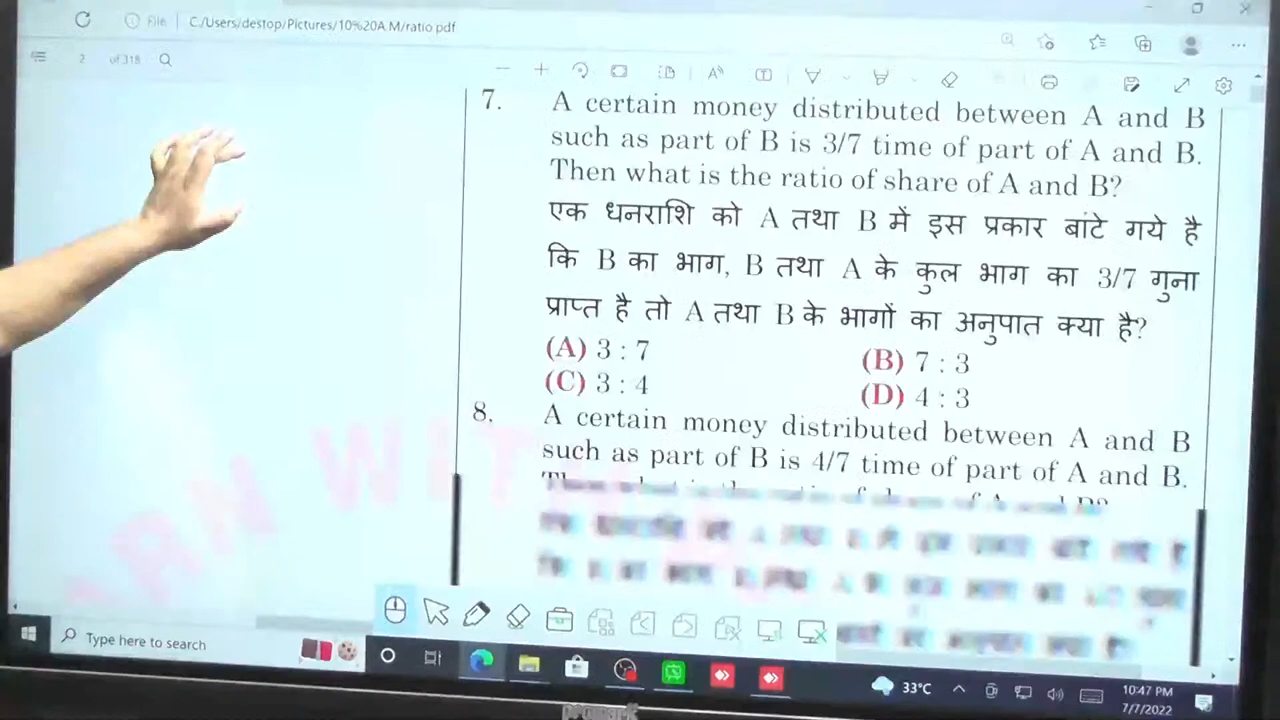 File C:/Users/destop/Pictures/10%20A.M/ratio.pdf
2 of 318
7. A certain money distributed between A and B
such as part of B is 3/7 time of part of A and B.
Then what is the ratio of share of A and B?
एक धनराशि को A तथा B में इस प्रकार बांटे गये है
कि B का भाग, B तथा A के कुल भाग का 3/7 गुना
प्राप्त है तो A तथा B के भागों का अनुपात क्या है?
(A) 3 : 7 (B) 7 : 3
(C) 3 : 4 (D) 4 : 3
8. A certain money distributed between A and B
such as part of B is 4/7 time of part of A and B.
Type here to search
33°C
10:47 PM
7/7/2022